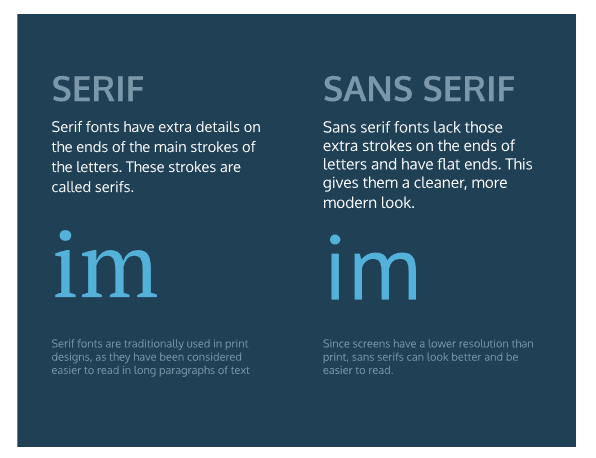 SERIF
Serif fonts have extra details on
the ends of the main strokes of
the letters. These strokes are
called serifs.
im
Serif fonts are traditionally used in print
designs, as they have been considered
easier to read in long paragraphs of text
SANS SERIF
Sans serif fonts lack those
extra strokes on the ends of
letters and have flat ends. This
gives them a cleaner, more
modern look.
im
Since screens have a lower resolution than
print, sans serifs can look better and be
easier to read.